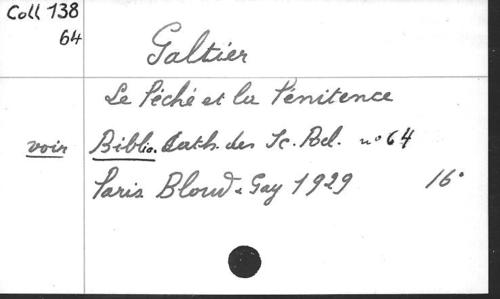 Coll 138
64
Galtier
Le Péché et la Pénitence
voir Biblio. Cath. des Sc. Rel. n° 64
Paris Bloud & Gay 1929 16°